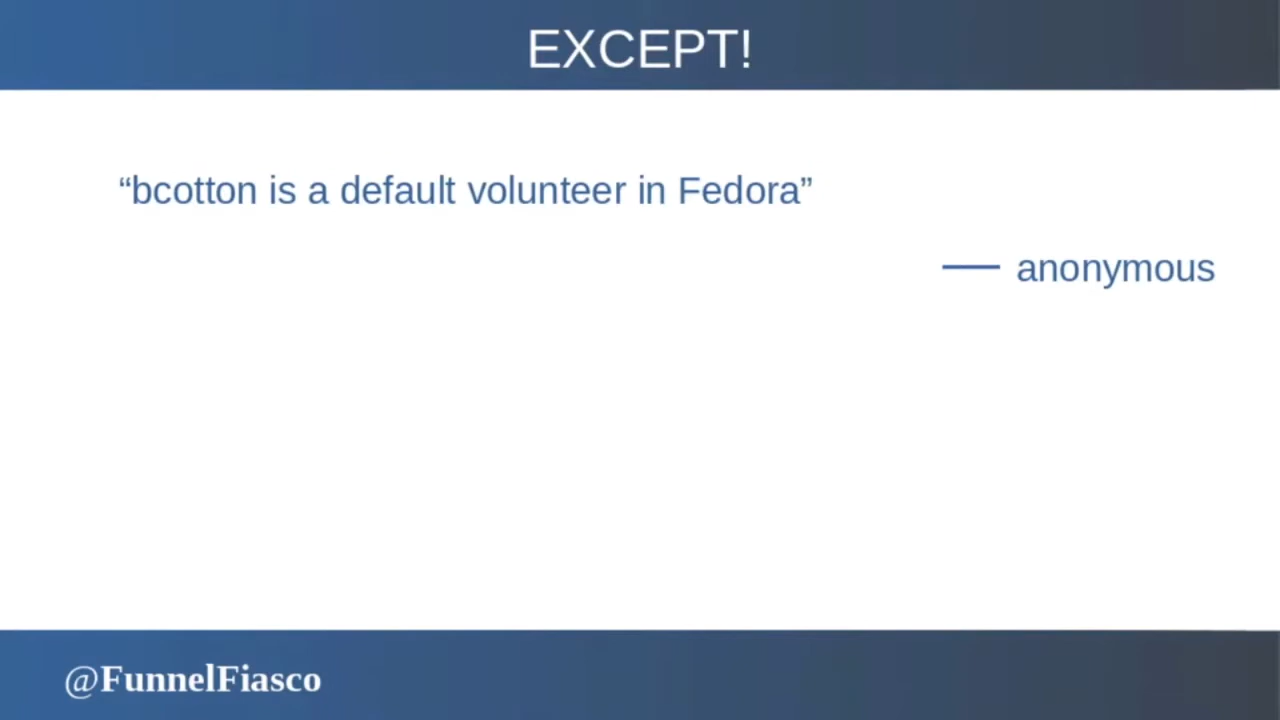 EXCEPT!
“bcotton is a default volunteer in Fedora”
— anonymous
@FunnelFiasco